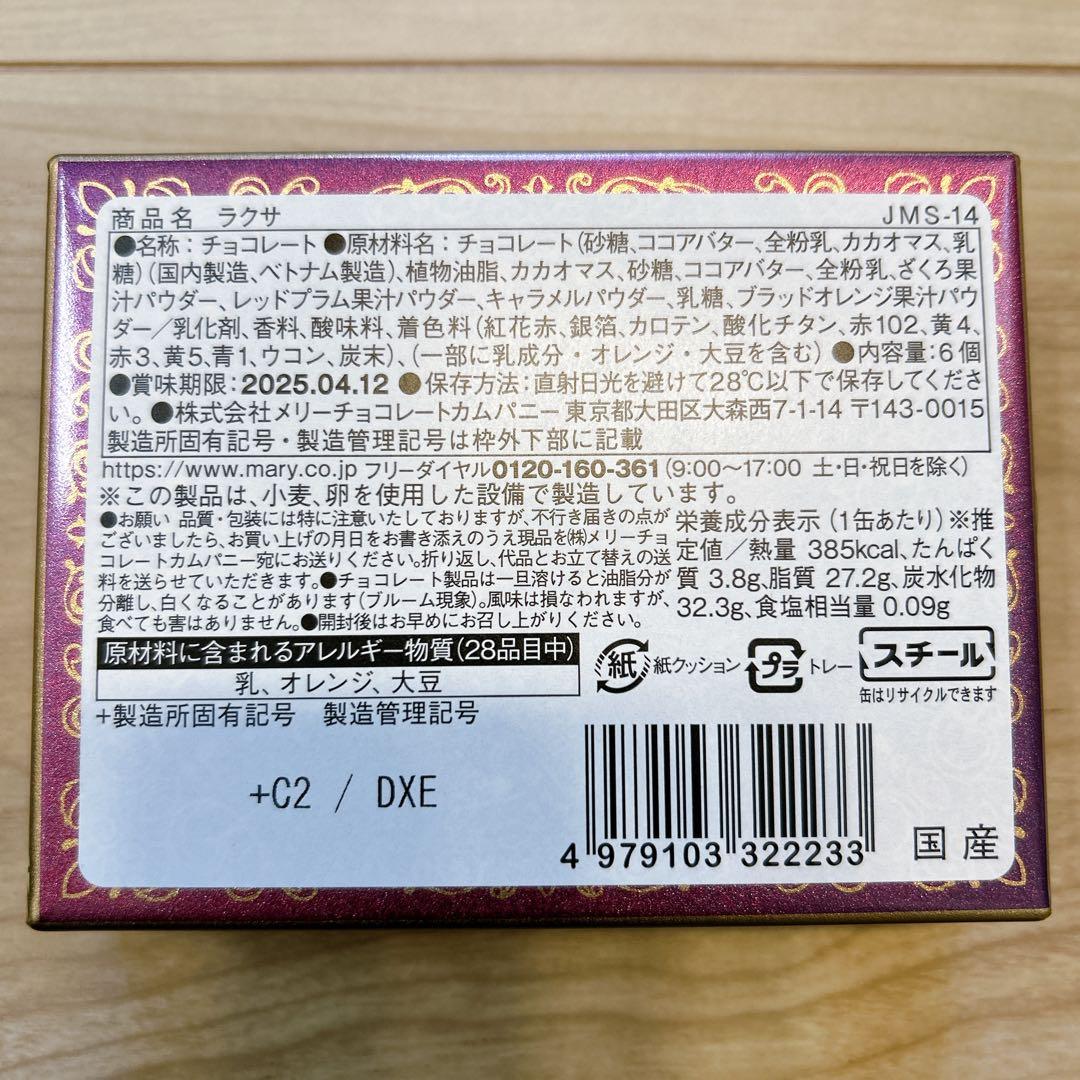 商品名 ラクサ JMS-14
●名称：チョコレート ●原材料名：チョコレート（砂糖、ココアバター、全粉乳、カカオマス、乳
糖）（国内製造、ベトナム製造）、植物油脂、カカオマス、砂糖、ココアバター、全粉乳、ざくろ果
汁パウダー、レッドプラム果汁パウダー、キャラメルパウダー、乳糖、ブラッドオレンジ果汁パウ
ダー／乳化剤、香料、酸味料、着色料（紅花赤、銀箔、カロテン、酸化チタン、赤102、黄4、
赤3、黄5、青1、ウコン、炭末）、（一部に乳成分・オレンジ・大豆を含む）●内容量：6個
●賞味期限：2025.04.12 ●保存方法：直射日光を避けて28℃以下で保存してくださ
い。●株式会社メリーチョコレートカムパニー 東京都大田区大森西7-1-14 〒143-0015
製造所固有記号・製造管理記号は枠外下部に記載
https://www.mary.co.jp フリーダイヤル0120-160-361（9:00〜17:00 土・日・祝日を除く）
※この製品は、小麦、卵を使用した設備で製造しています。
●お願い 品質・包装には特に注意いたしておりますが、不行き届きの点が
ございましたら、お買い上げの月日をお書き添えのうえ現品を㈱メリーチョ
コレートカムパニー宛にお送りください。折り返し、代品とお立て替えの送
料を送らせていただきます。●チョコレート製品は一旦溶けると油脂分が
分離し、白くなることがあります（ブルーム現象）。風味は損なわれますが、
食べても害はありません。●開封後はお早めにお召し上がりください。
栄養成分表示（1缶あたり）※推
定値／熱量 385kcal、たんぱく
質 3.8g、脂質 27.2g、炭水化物
32.3g、食塩相当量 0.09g
原材料に含まれるアレルギー物質（28品目中）
乳、オレンジ、大豆
紙 紙クッション プラ トレー スチール
缶はリサイクルできます
+製造所固有記号 製造管理記号
+C2 / DXE
4 979103 322233
国産